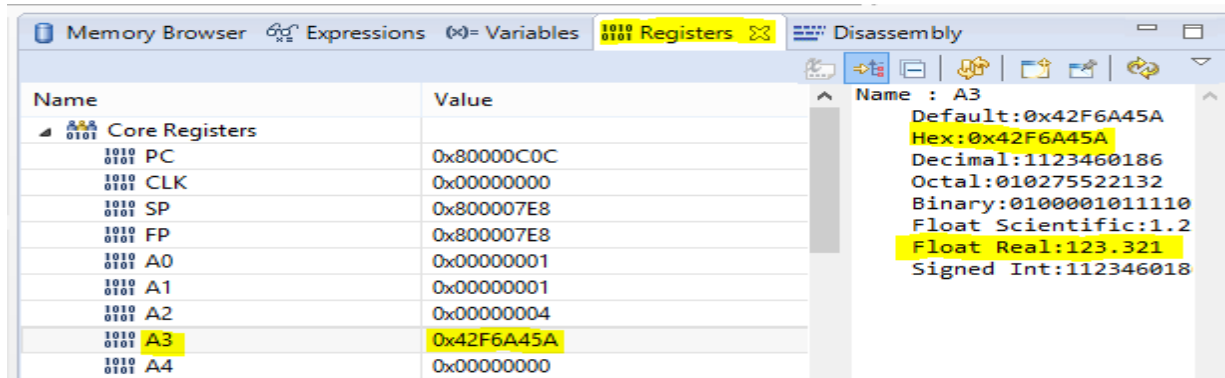 Memory Browser Expressions (x)= Variables 1010 0101 Registers Disassembly
Name Value
Core Registers
PC 0x80000C0C
CLK 0x00000000
SP 0x800007E8
FP 0x800007E8
A0 0x00000001
A1 0x00000001
A2 0x00000004
A3 0x42F6A45A
A4 0x00000000
Name : A3
Default:0x42F6A45A
Hex:0x42F6A45A
Decimal:1123460186
Octal:010275522132
Binary:0100001011110
Float Scientific:1.2
Float Real:123.321
Signed Int:112346018